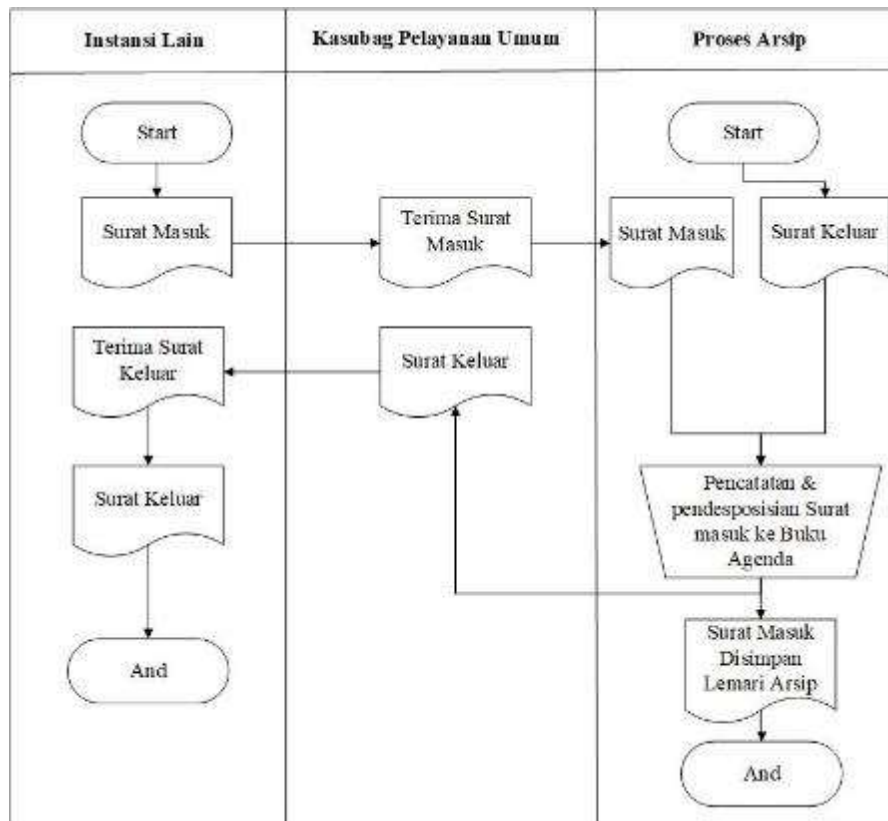 Instansi Lain
Kasubag Pelayanan Umum
Proses Arsip
Start
Start
Surat Masuk
Terima Surat
Masuk
Surat Masuk
Surat Keluar
Terima Surat
Keluar
Surat Keluar
Surat Keluar
Pencatatan &
pendesposisian Surat
masuk ke Buku
Agenda
And
Surat Masuk
Disimpan
Lemari Arsip
And